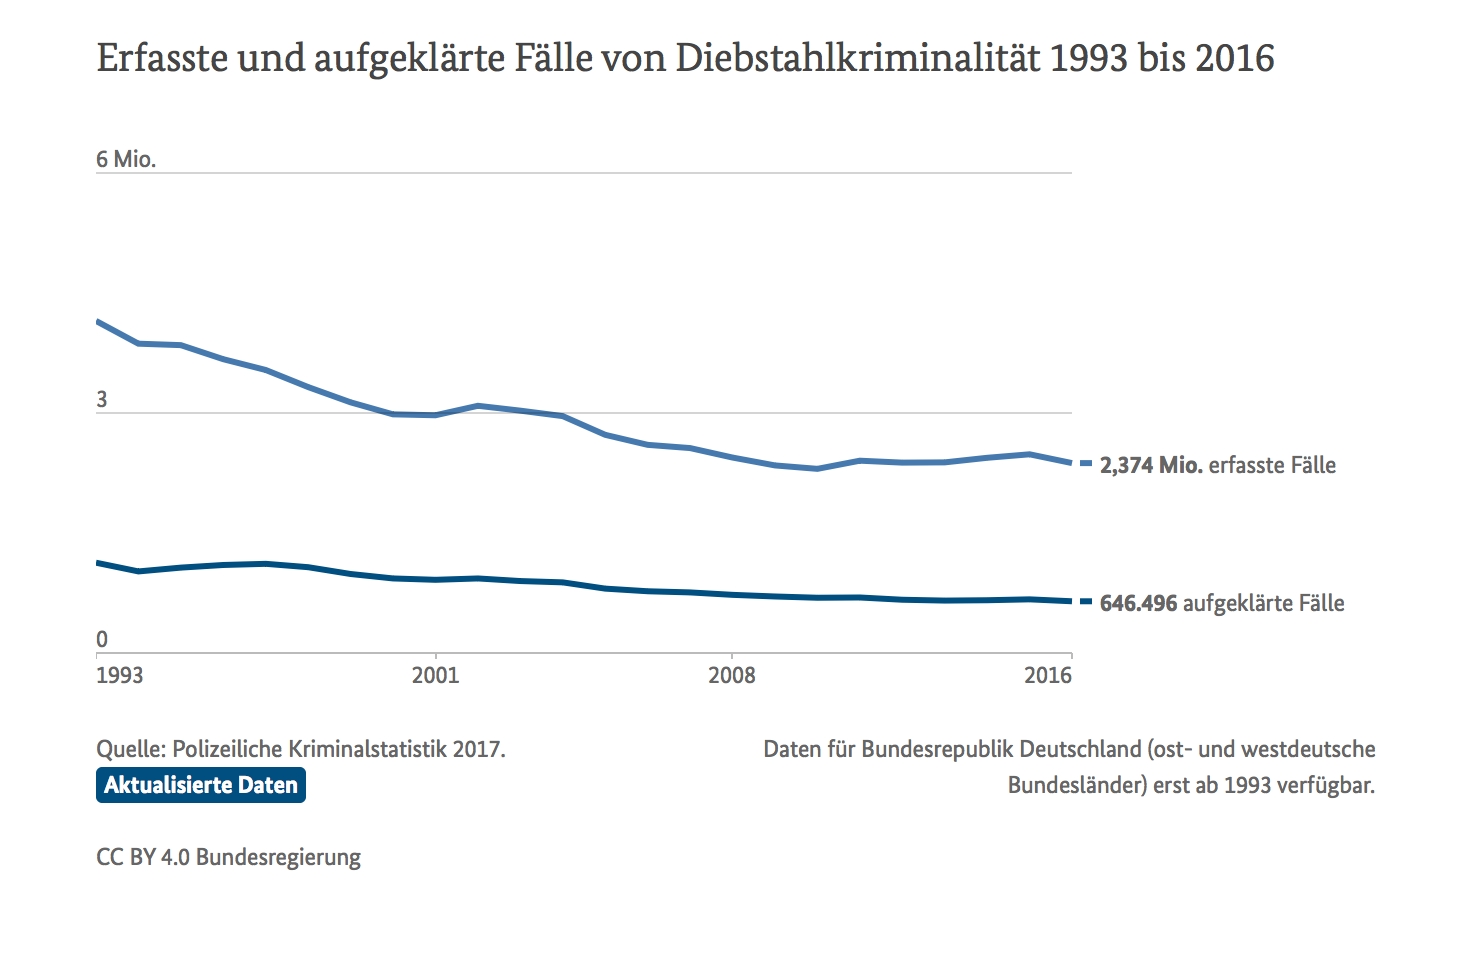 Erfasste und aufgeklärte Fälle von Diebstahlkriminalität 1993 bis 2016
6 Mio.
3
2,374 Mio. erfasste Fälle
646.496 aufgeklärte Fälle
0
1993 2001 2008 2016
Quelle: Polizeiliche Kriminalstatistik 2017.
Aktualisierte Daten
Daten für Bundesrepublik Deutschland (ost- und westdeutsche
Bundesländer) erst ab 1993 verfügbar.
CC BY 4.0 Bundesregierung